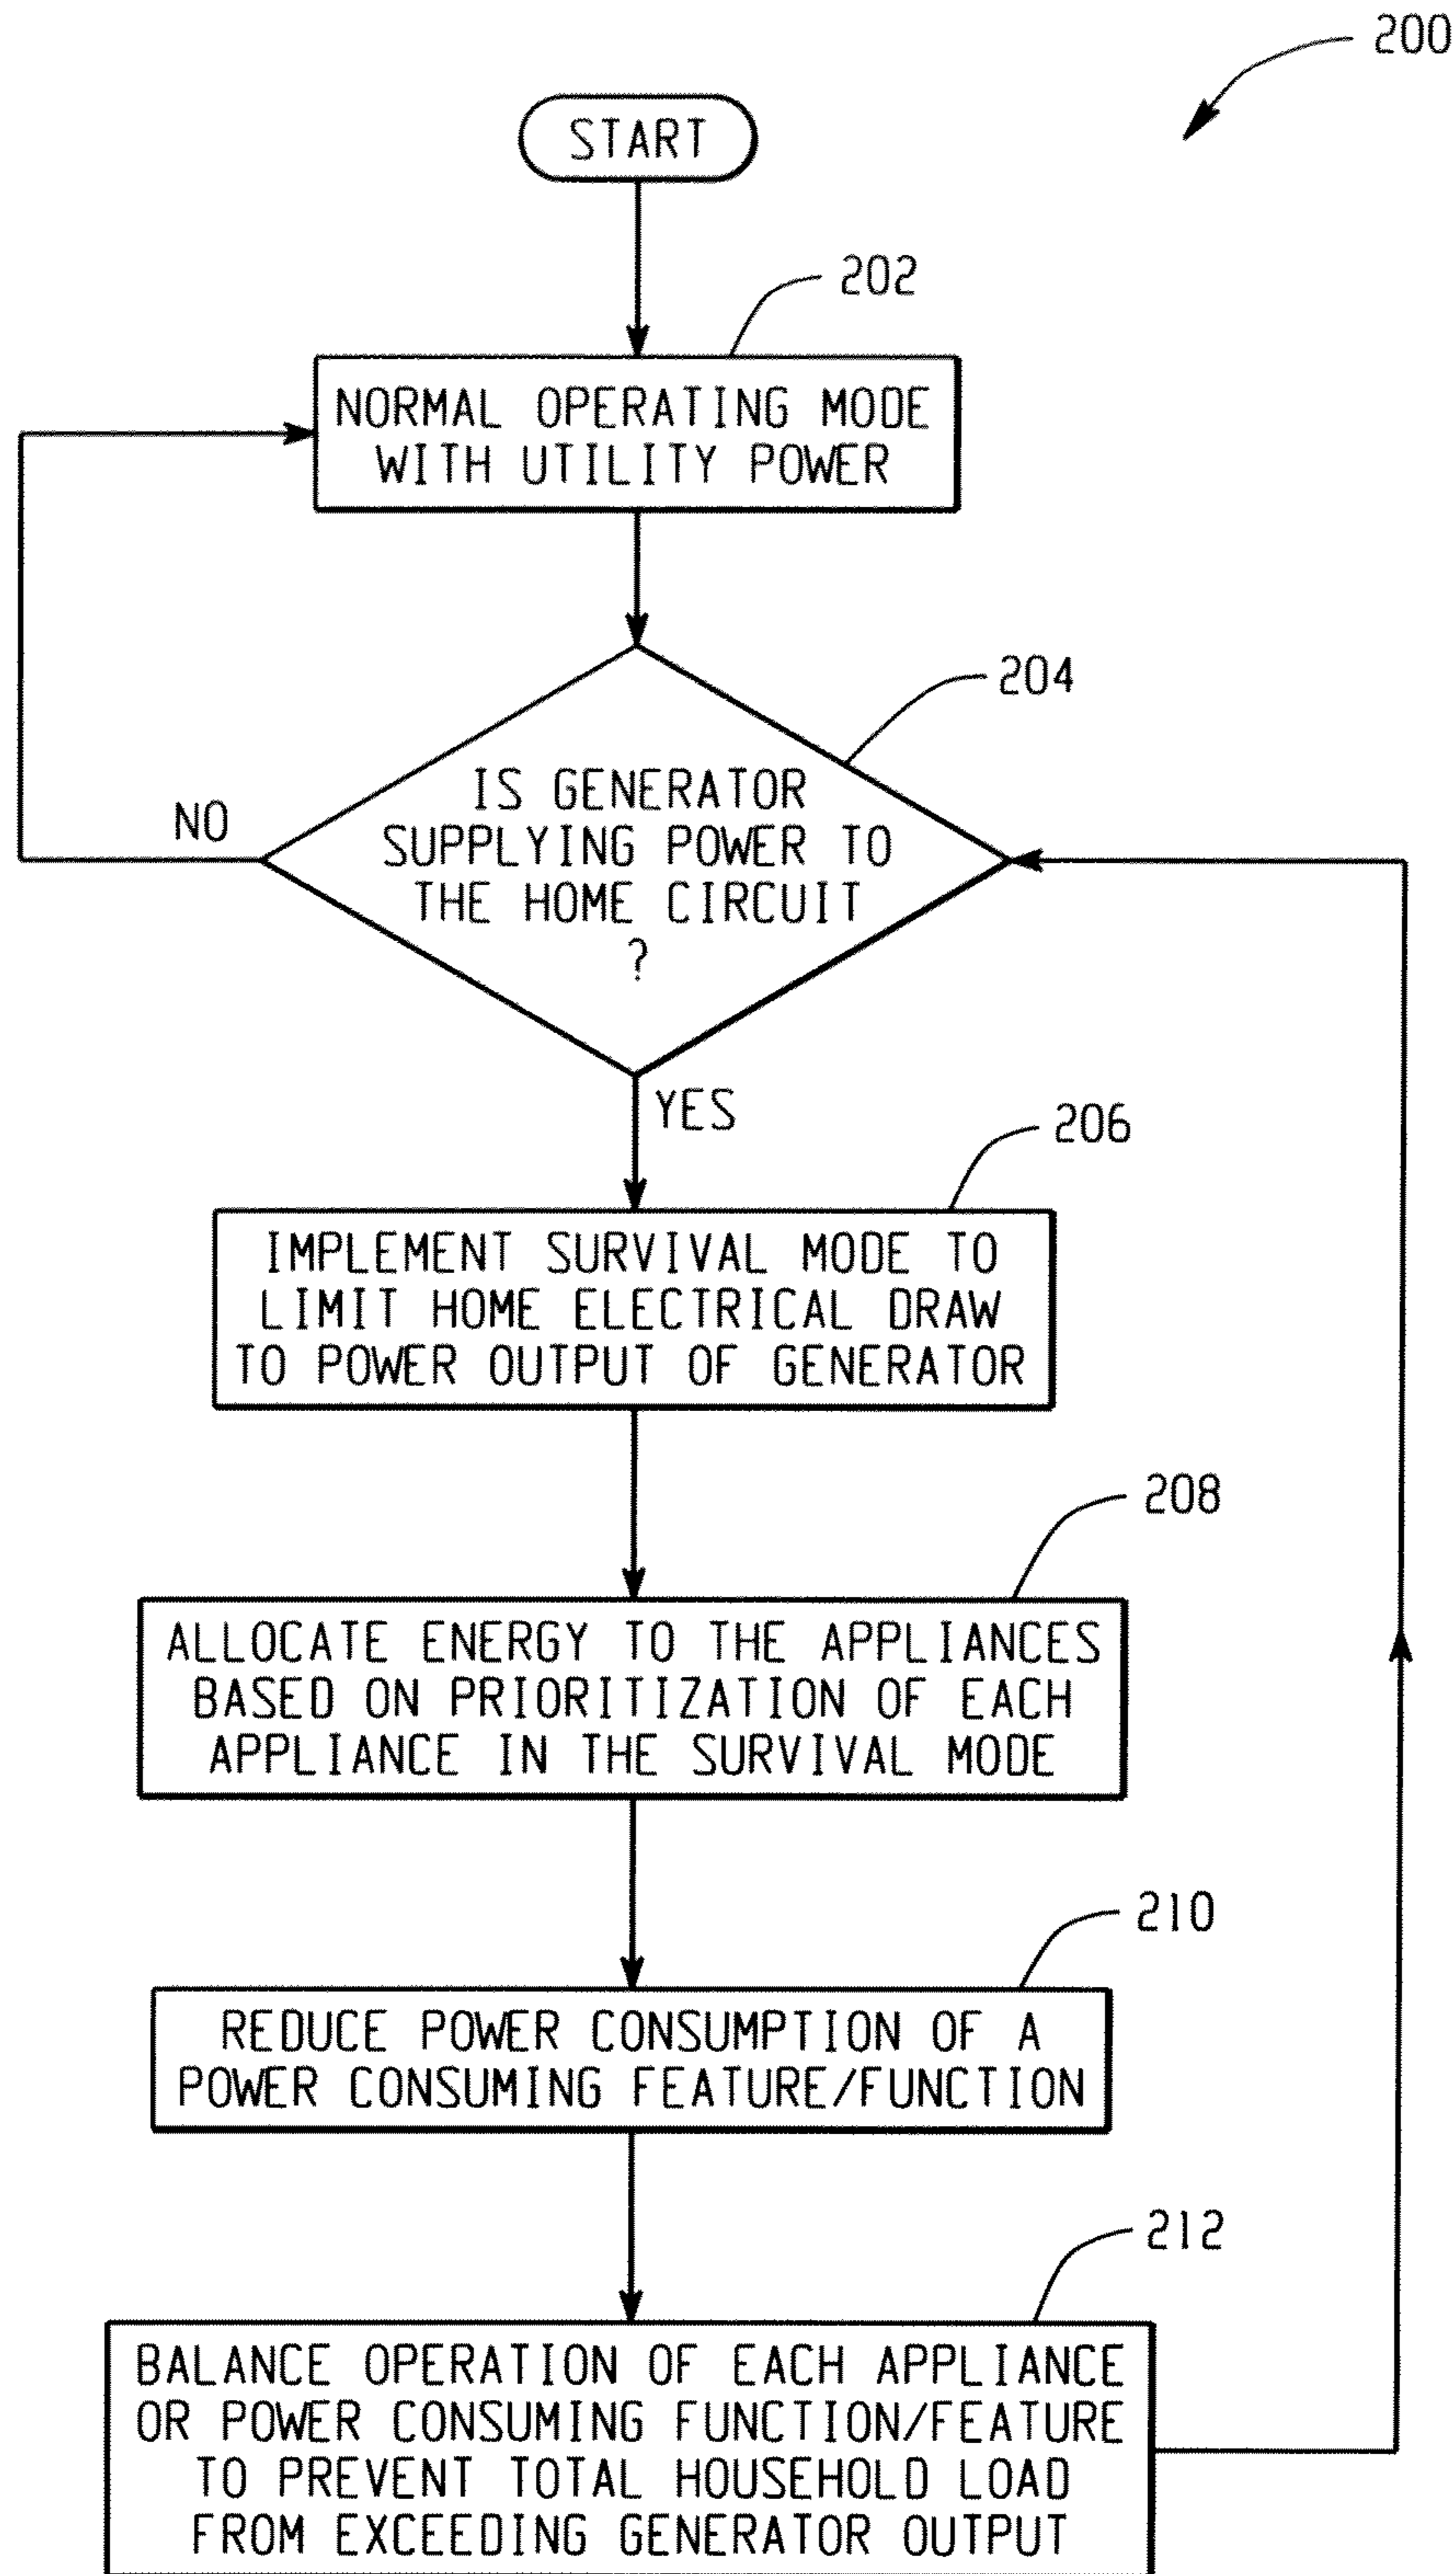 200
START
202
NORMAL OPERATING MODE
WITH UTILITY POWER
204
IS GENERATOR
SUPPLYING POWER TO
THE HOME CIRCUIT
?
NO
YES
206
IMPLEMENT SURVIVAL MODE TO
LIMIT HOME ELECTRICAL DRAW
TO POWER OUTPUT OF GENERATOR
208
ALLOCATE ENERGY TO THE APPLIANCES
BASED ON PRIORITIZATION OF EACH
APPLIANCE IN THE SURVIVAL MODE
210
REDUCE POWER CONSUMPTION OF A
POWER CONSUMING FEATURE/FUNCTION
212
BALANCE OPERATION OF EACH APPLIANCE
OR POWER CONSUMING FUNCTION/FEATURE
TO PREVENT TOTAL HOUSEHOLD LOAD
FROM EXCEEDING GENERATOR OUTPUT